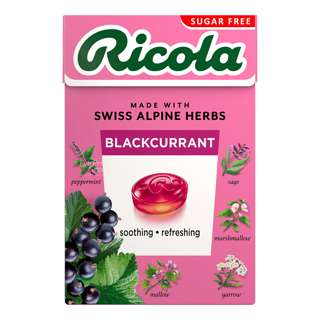 SUGAR FREE
Ricola
MADE WITH
SWISS ALPINE HERBS
BLACKCURRANT
peppermint
sage
soothing • refreshing
marshmallow
mallow
yarrow